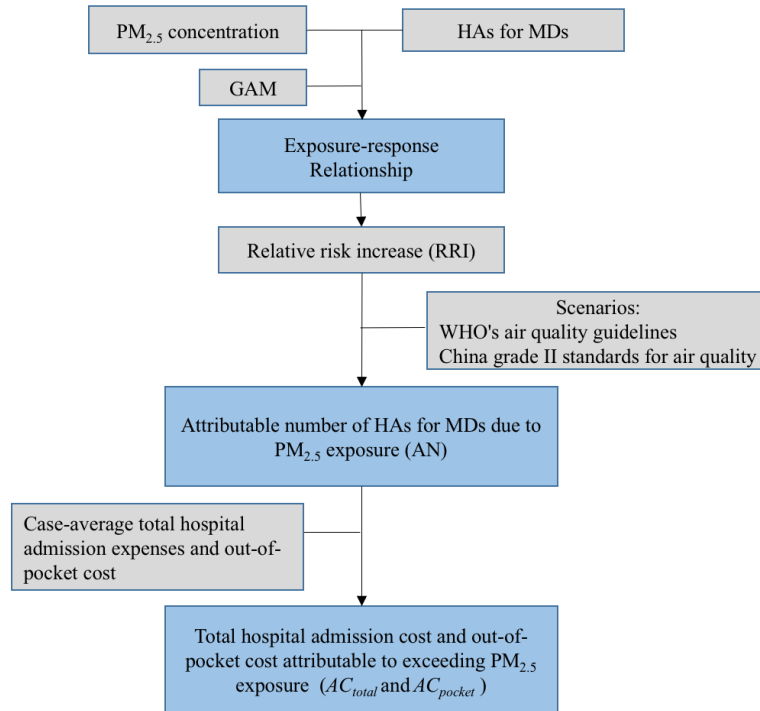 PM2.5 concentration
HAs for MDs
GAM
Exposure-response
Relationship
Relative risk increase (RRI)
Scenarios:
WHO's air quality guidelines
China grade II standards for air quality
Attributable number of HAs for MDs due to
PM2.5 exposure (AN)
Case-average total hospital
admission expenses and out-of-
pocket cost
Total hospital admission cost and out-of-
pocket cost attributable to exceeding PM2.5
exposure (ACtotal and ACpocket )